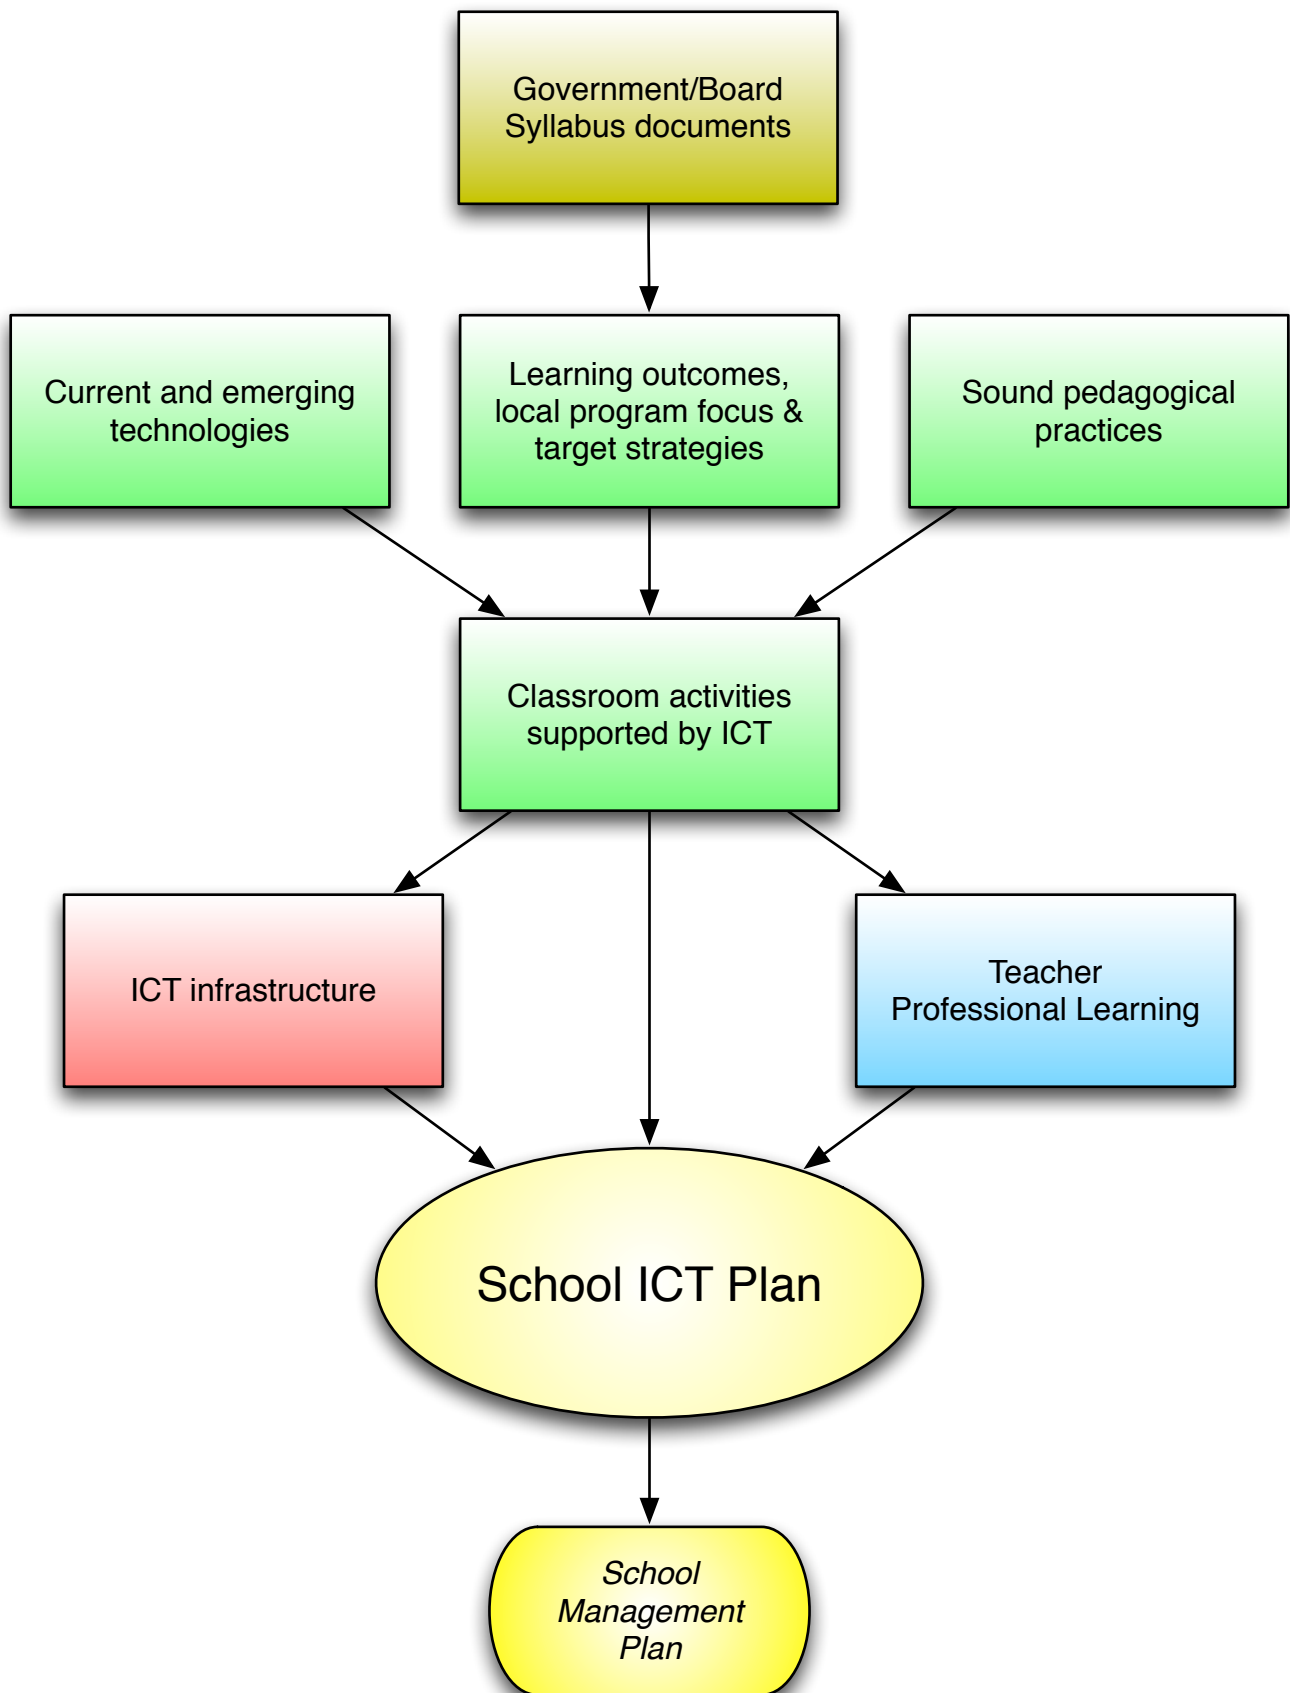 Government/Board
Syllabus documents
Current and emerging
technologies
Learning outcomes,
local program focus &
target strategies
Sound pedagogical
practices
Classroom activities
supported by ICT
ICT infrastructure
Teacher
Professional Learning
School ICT Plan
School
Management
Plan